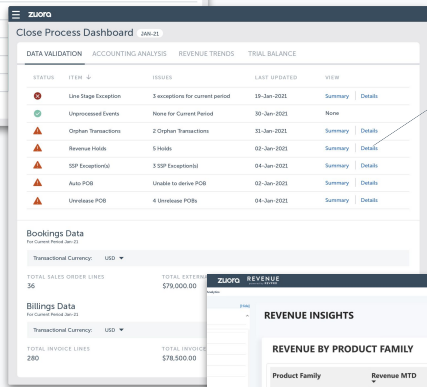 zuora
Close Process Dashboard JAN-21
DATA VALIDATION ACCOUNTING ANALYSIS REVENUE TRENDS TRIAL BALANCE
STATUS ITEM ↓ ISSUES LAST UPDATED VIEW
Line Stage Exception 3 exceptions for current period 19-Jan-2021 Summary Details
Unprocessed Events None for Current Period 30-Jan-2021 None
Orphan Transactions 2 Orphan Transactions 31-Jan-2021 Summary Details
Revenue Holds 5 Holds 02-Jan-2021 Summary Details
SSP Exception(s) 3 SSP Exception(s) 04-Jan-2021 Summary Details
Auto POB Unable to derive POB 02-Jan-2021 Summary Details
Unrelease POB 4 Unrelease POBs 04-Jan-2021 Summary Details
Bookings Data
For Current Period Jan-21
Transactional Currency: USD
TOTAL SALES ORDER LINES TOTAL EXTERNA
36 $79,000.00
Billings Data
For Current Period Jan-21
Transactional Currency: USD
TOTAL INVOICE LINES TOTAL INVOICE
280 $78,500.00
zuora REVENUE
REVENUE INSIGHTS
REVENUE BY PRODUCT FAMILY
Product Family Revenue MTD